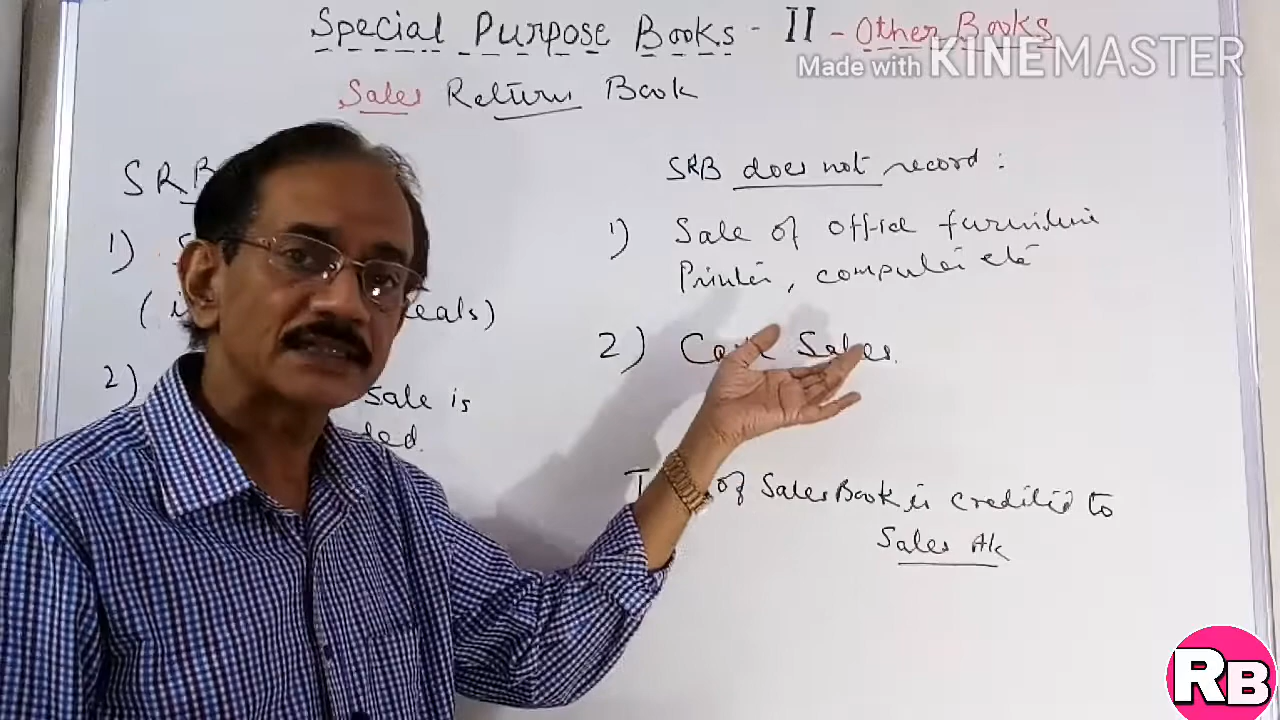 Special Purpose Books - II - Other Books
Made with KINEMASTER
Sales Return Book
SRB
SRB does not record :
1)
1) Sale of office furniture
Printer, computer etc
(
eals)
2) Cash Sales.
2)
sale is
ded.
of Sales Book is credited to
Sales A/c
RB